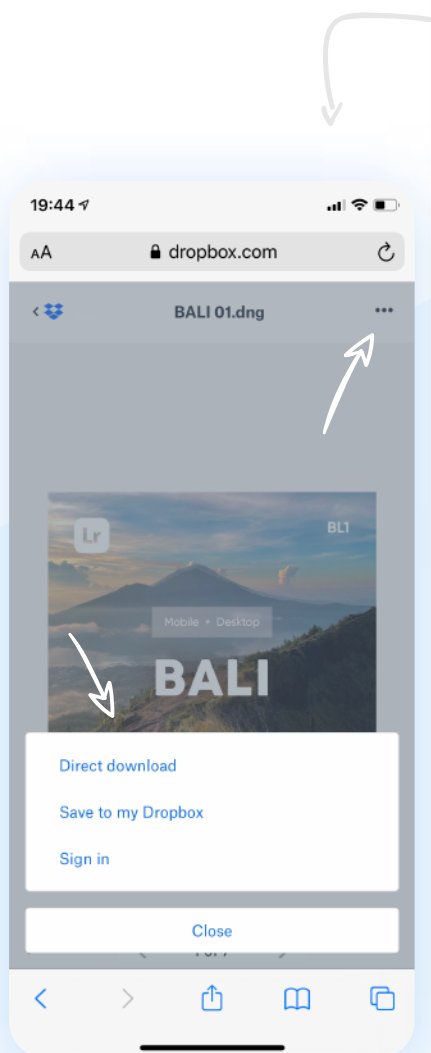 19:44
AA dropbox.com
BALI 01.dng
Lr
BL1
Mobile • Desktop
BALI
Direct download
Save to my Dropbox
Sign in
Close